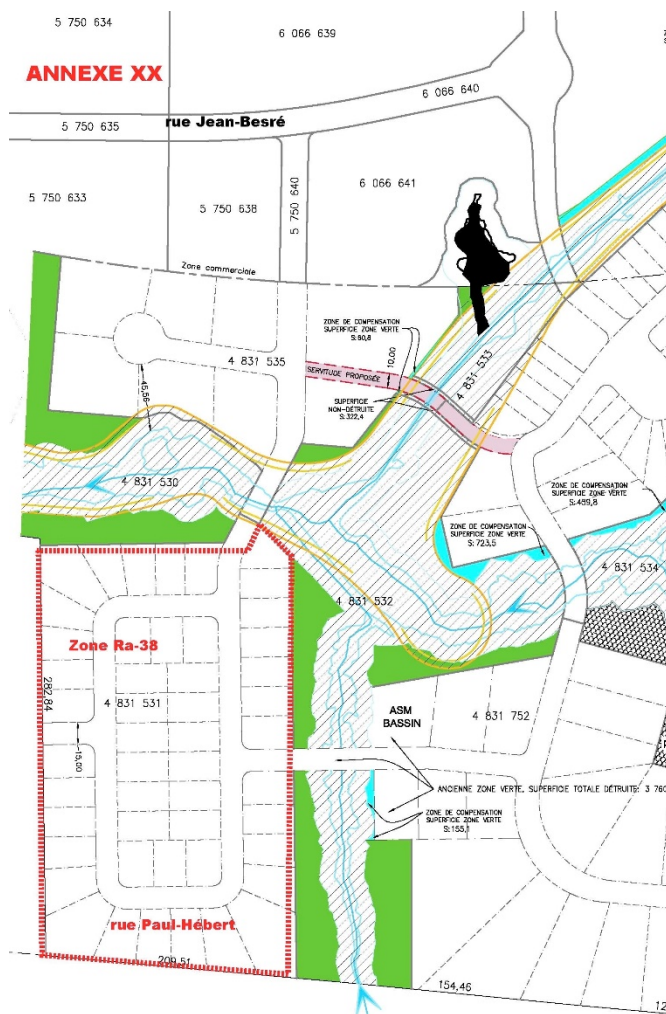 5 750 634
6 066 639
ANNEXE XX
6 066 640
5 750 635
rue Jean-Besré
5 750 633
5 750 638
5 750 640
6 066 641
Zone commerciale
ZONE DE COMPENSATION
SUPERFICIE ZONE VERTE
S: 60,8
4 831 535
SERVITUDE PROPOSÉE
10,00
4 831 533
45,56
SUPERFICIE
NON-DÉTRUITE
S: 322,4
4 831 530
ZONE DE COMPENSATION
SUPERFICIE ZONE VERTE
S: 459,8
ZONE DE COMPENSATION
SUPERFICIE ZONE VERTE
S: 723,5
4 831 534
4 831 532
Zone Ra-38
282,84
4 831 531
15,00
ASM
BASSIN
4 831 752
ANCIENNE ZONE VERTE, SUPERFICIE TOTALE DÉTRUITE: 3 760
ZONE DE COMPENSATION
SUPERFICIE ZONE VERTE
S: 155,1
rue Paul-Hébert
209,51
154,46